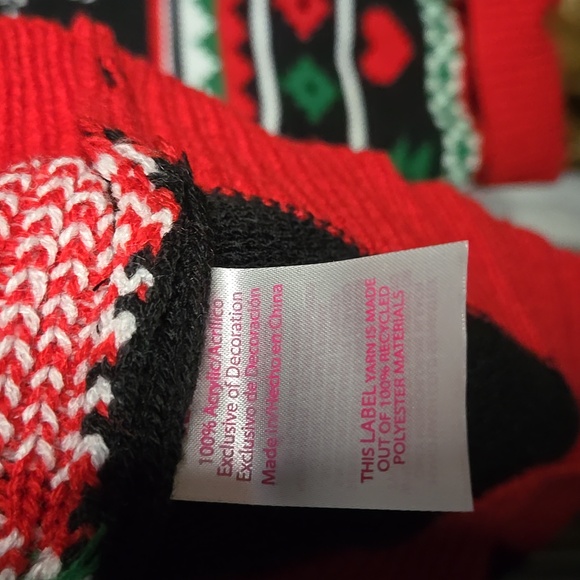 100% Acrylic/Acrílico
Exclusive of Decoration
Exclusivo de Decoración
Made in/Hecho en China
THIS LABEL YARN IS MADE
OUT OF 100% RECYCLED
POLYESTER MATERIALS